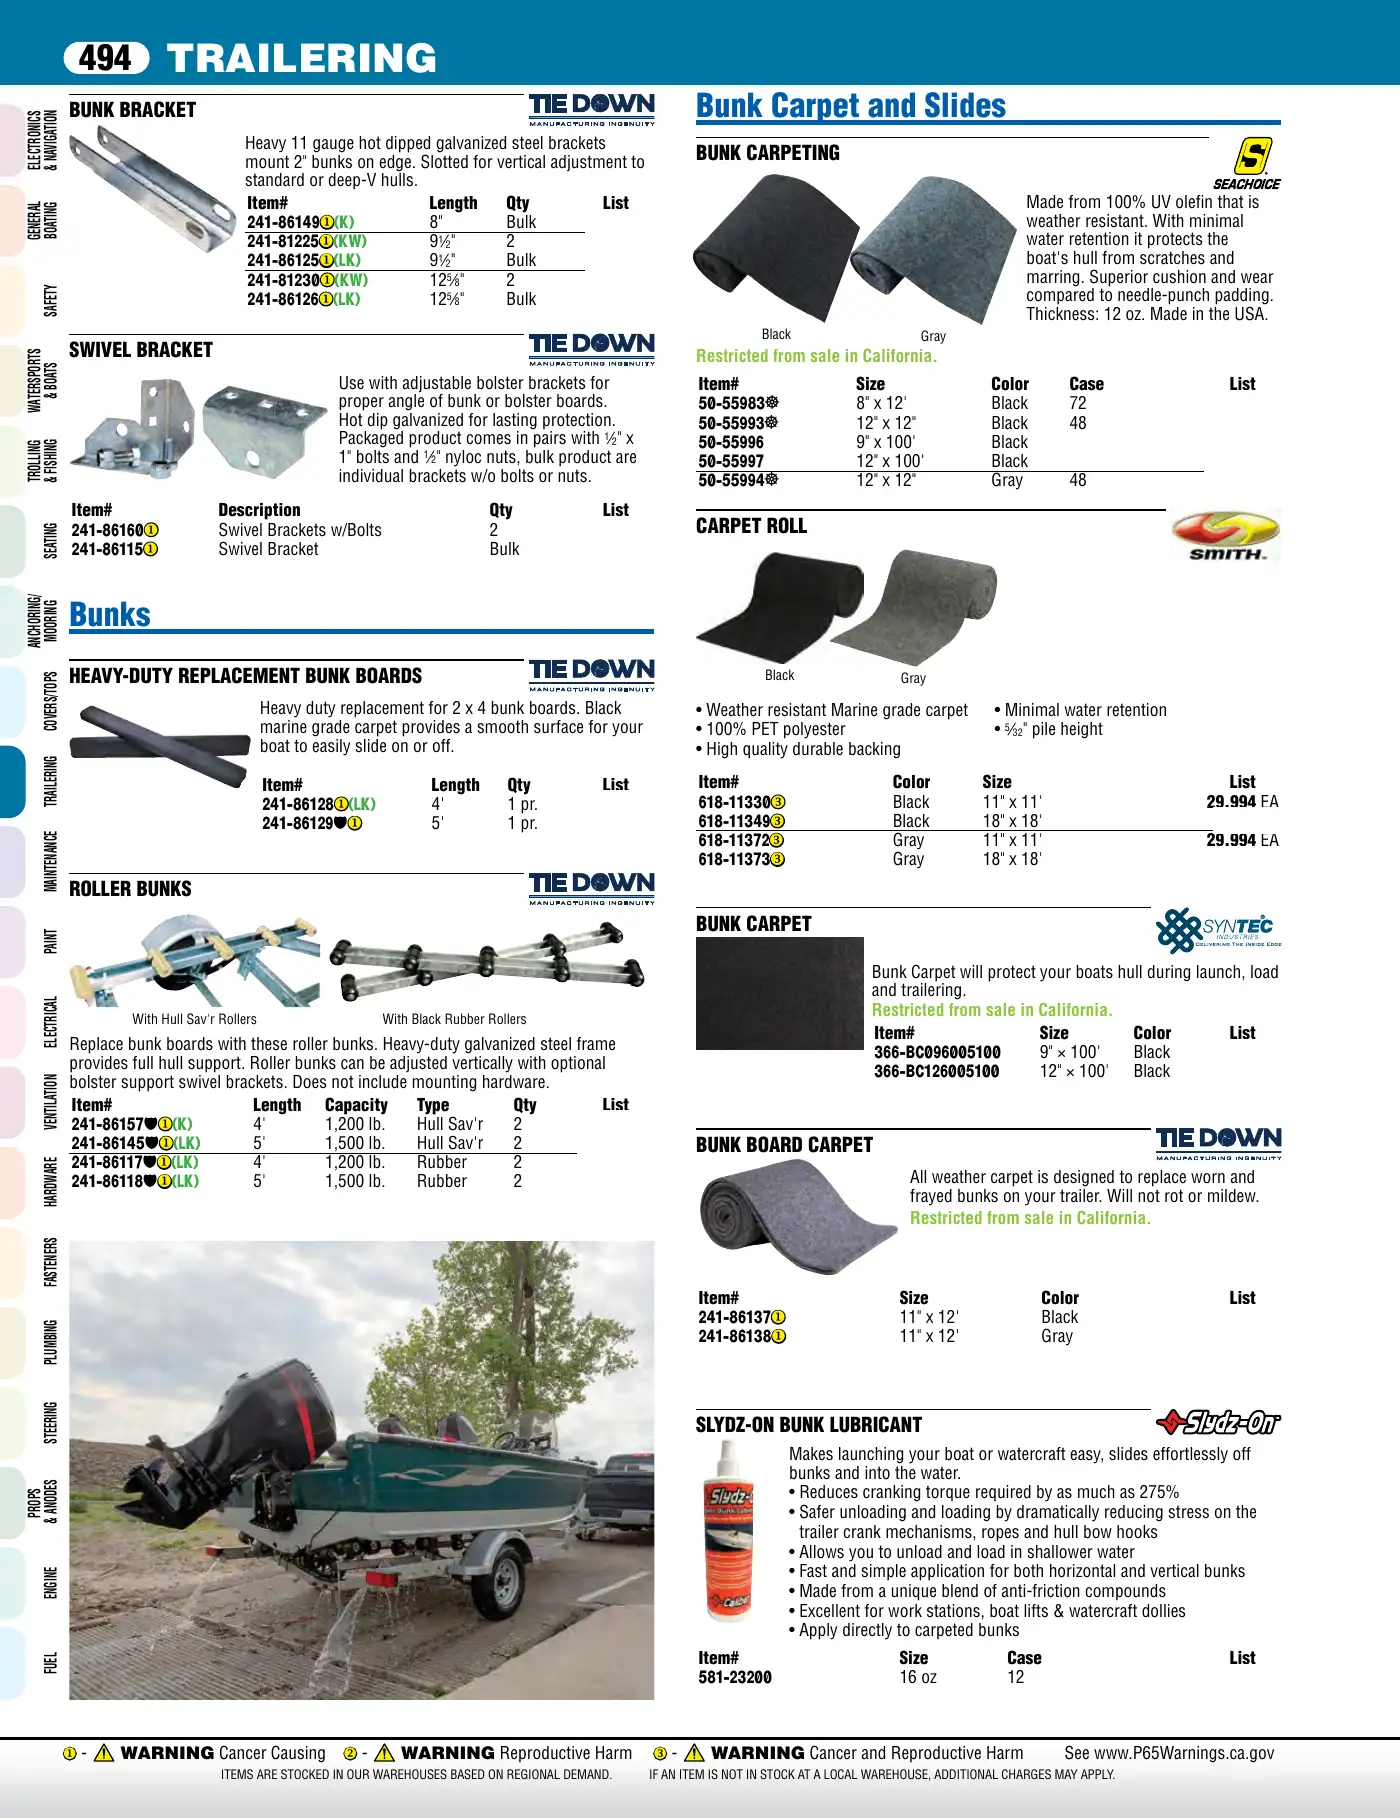 494 TRAILERING
ELECTRONICS & NAVIGATION
GENERAL BOATING
SAFETY
WATERSPORTS & BOATS
TROLLING & FISHING
SEATING
ANCHORING/ MOORING
COVERS/TOPS
TRAILERING
MAINTENANCE
PAINT
ELECTRICAL
VENTILATION
HARDWARE
FASTENERS
PLUMBING
STEERING
PROPS & ANODES
ENGINE
FUEL
BUNK BRACKET
TIE DOWN
MANUFACTURING INGENUITY
Heavy 11 gauge hot dipped galvanized steel brackets
mount 2" bunks on edge. Slotted for vertical adjustment to
standard or deep-V hulls.
Item# Length Qty List
241-86149①(K) 8" Bulk
241-81225①(KW) 9½" 2
241-86125①(LK) 9½" Bulk
241-81230①(KW) 12⅝" 2
241-86126①(LK) 12⅝" Bulk
SWIVEL BRACKET
TIE DOWN
MANUFACTURING INGENUITY
Use with adjustable bolster brackets for
proper angle of bunk or bolster boards.
Hot dip galvanized for lasting protection.
Packaged product comes in pairs with ½" x
1" bolts and ½" nyloc nuts, bulk product are
individual brackets w/o bolts or nuts.
Item# Description Qty List
241-86160① Swivel Brackets w/Bolts 2
241-86115① Swivel Bracket Bulk
Bunks
HEAVY-DUTY REPLACEMENT BUNK BOARDS
TIE DOWN
MANUFACTURING INGENUITY
Heavy duty replacement for 2 x 4 bunk boards. Black
marine grade carpet provides a smooth surface for your
boat to easily slide on or off.
Item# Length Qty List
241-86128①(LK) 4' 1 pr.
241-86129① 5' 1 pr.
ROLLER BUNKS
TIE DOWN
MANUFACTURING INGENUITY
With Hull Sav'r Rollers
With Black Rubber Rollers
Replace bunk boards with these roller bunks. Heavy-duty galvanized steel frame
provides full hull support. Roller bunks can be adjusted vertically with optional
bolster support swivel brackets. Does not include mounting hardware.
Item# Length Capacity Type Qty List
241-86157①(K) 4' 1,200 lb. Hull Sav'r 2
241-86145①(LK) 5' 1,500 lb. Hull Sav'r 2
241-86117①(LK) 4' 1,200 lb. Rubber 2
241-86118①(LK) 5' 1,500 lb. Rubber 2
Bunk Carpet and Slides
BUNK CARPETING
S
SEACHOICE
Made from 100% UV olefin that is
weather resistant. With minimal
water retention it protects the
boat's hull from scratches and
marring. Superior cushion and wear
compared to needle-punch padding.
Thickness: 12 oz. Made in the USA.
Black
Gray
Restricted from sale in California.
Item# Size Color Case List
50-55983 8" x 12' Black 72
50-55993 12" x 12" Black 48
50-55996 9" x 100' Black
50-55997 12" x 100' Black
50-55994 12" x 12" Gray 48
CARPET ROLL
SMITH
Black
Gray
• Weather resistant Marine grade carpet
• 100% PET polyester
• High quality durable backing
• Minimal water retention
• 5⁄32" pile height
Item# Color Size List
618-11330③ Black 11" x 11' 29.994 EA
618-11349③ Black 18" x 18'
618-11372③ Gray 11" x 11' 29.994 EA
618-11373③ Gray 18" x 18'
BUNK CARPET
SYNTEC
INDUSTRIES
DELIVERING THE INSIDE EDGE
Bunk Carpet will protect your boats hull during launch, load
and trailering.
Restricted from sale in California.
Item# Size Color List
366-BC096005100 9" × 100' Black
366-BC126005100 12" × 100' Black
BUNK BOARD CARPET
TIE DOWN
MANUFACTURING INGENUITY
All weather carpet is designed to replace worn and
frayed bunks on your trailer. Will not rot or mildew.
Restricted from sale in California.
Item# Size Color List
241-86137① 11" x 12' Black
241-86138① 11" x 12' Gray
SLYDZ-ON BUNK LUBRICANT
Slydz-On
Makes launching your boat or watercraft easy, slides effortlessly off
bunks and into the water.
• Reduces cranking torque required by as much as 275%
• Safer unloading and loading by dramatically reducing stress on the
trailer crank mechanisms, ropes and hull bow hooks
• Allows you to unload and load in shallower water
• Fast and simple application for both horizontal and vertical bunks
• Made from a unique blend of anti-friction compounds
• Excellent for work stations, boat lifts & watercraft dollies
• Apply directly to carpeted bunks
Item# Size Case List
581-23200 16 oz 12
① - WARNING Cancer Causing ② - WARNING Reproductive Harm ③ - WARNING Cancer and Reproductive Harm See www.P65Warnings.ca.gov
ITEMS ARE STOCKED IN OUR WAREHOUSES BASED ON REGIONAL DEMAND. IF AN ITEM IS NOT IN STOCK AT A LOCAL WAREHOUSE, ADDITIONAL CHARGES MAY APPLY.